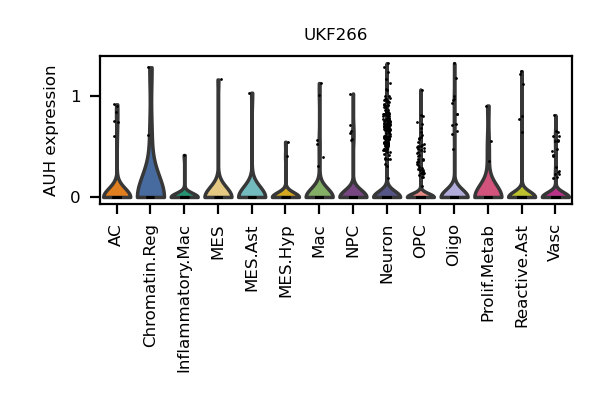 UKF266
AUH expression
1
0
AC
Chromatin.Reg
Inflammatory.Mac
MES
MES.Ast
MES.Hyp
Mac
NPC
Neuron
OPC
Oligo
Prolif.Metab
Reactive.Ast
Vasc